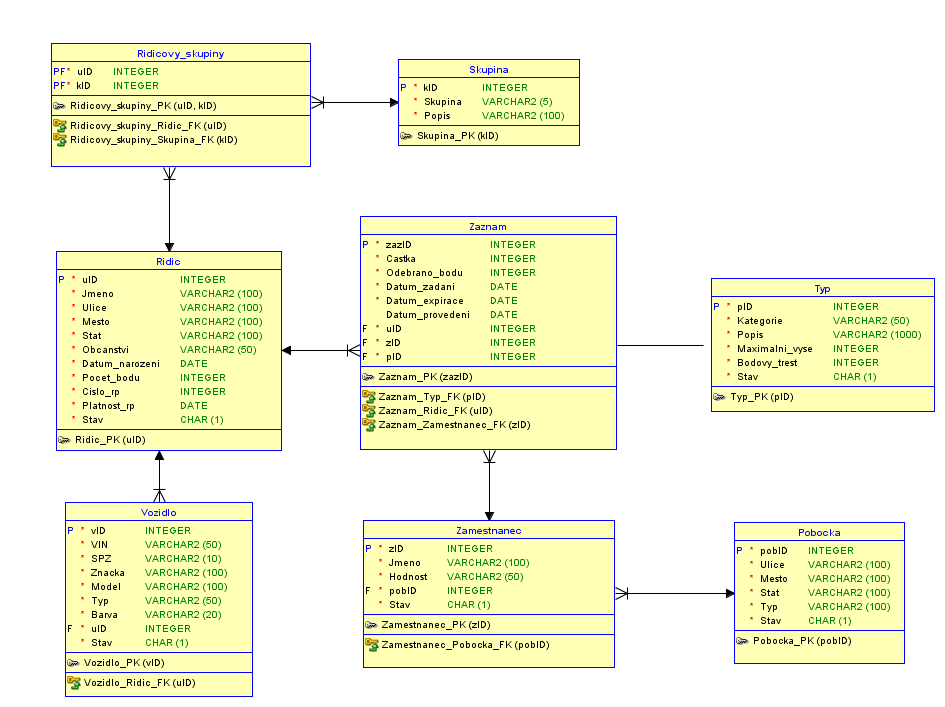 Ridicovy_skupiny
PF* uID INTEGER
PF* kID INTEGER
Ridicovy_skupiny_PK (uID, kID)
Ridicovy_skupiny_Ridic_FK (uID)
Ridicovy_skupiny_Skupina_FK (kID)
Skupina
P * kID INTEGER
* Skupina VARCHAR2 (5)
* Popis VARCHAR2 (100)
Skupina_PK (kID)
Ridic
P * uID INTEGER
* Jmeno VARCHAR2 (100)
* Ulice VARCHAR2 (100)
* Mesto VARCHAR2 (100)
* Stat VARCHAR2 (100)
* Obcanstvi VARCHAR2 (50)
* Datum_narozeni DATE
* Pocet_bodu INTEGER
* Cislo_rp INTEGER
* Platnost_rp DATE
* Stav CHAR (1)
Ridic_PK (uID)
Zaznam
P * zazID INTEGER
* Castka INTEGER
* Odebrano_bodu INTEGER
* Datum_zadani DATE
* Datum_expirace DATE
Datum_provedeni DATE
F * uID INTEGER
F * zID INTEGER
F * pID INTEGER
Zaznam_PK (zazID)
Zaznam_Typ_FK (pID)
Zaznam_Ridic_FK (uID)
Zaznam_Zamestnanec_FK (zID)
Typ
P * pID INTEGER
* Kategorie VARCHAR2 (50)
* Popis VARCHAR2 (1000)
* Maximalni_vyse INTEGER
* Bodovy_trest INTEGER
* Stav CHAR (1)
Typ_PK (pID)
Vozidlo
P * vID INTEGER
* VIN VARCHAR2 (50)
* SPZ VARCHAR2 (10)
* Znacka VARCHAR2 (100)
* Model VARCHAR2 (100)
* Typ VARCHAR2 (50)
* Barva VARCHAR2 (20)
F * uID INTEGER
* Stav CHAR (1)
Vozidlo_PK (vID)
Vozidlo_Ridic_FK (uID)
Zamestnanec
P * zID INTEGER
* Jmeno VARCHAR2 (100)
* Hodnost VARCHAR2 (50)
F * pobID INTEGER
* Stav CHAR (1)
Zamestnanec_PK (zID)
Zamestnanec_Pobocka_FK (pobID)
Pobocka
P * pobID INTEGER
* Ulice VARCHAR2 (100)
* Mesto VARCHAR2 (100)
* Stat VARCHAR2 (100)
* Typ VARCHAR2 (100)
* Stav CHAR (1)
Pobocka_PK (pobID)